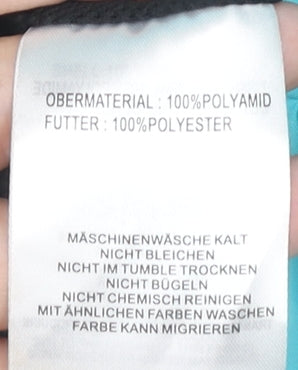 OBERMATERIAL : 100%POLYAMID
FUTTER : 100%POLYESTER
MÄSCHINENWÄSCHE KALT
NICHT BLEICHEN
NICHT IM TUMBLE TROCKNEN
NICHT BÜGELN
NICHT CHEMISCH REINIGEN
MIT ÄHNLICHEN FARBEN WASCHEN
FARBE KANN MIGRIEREN